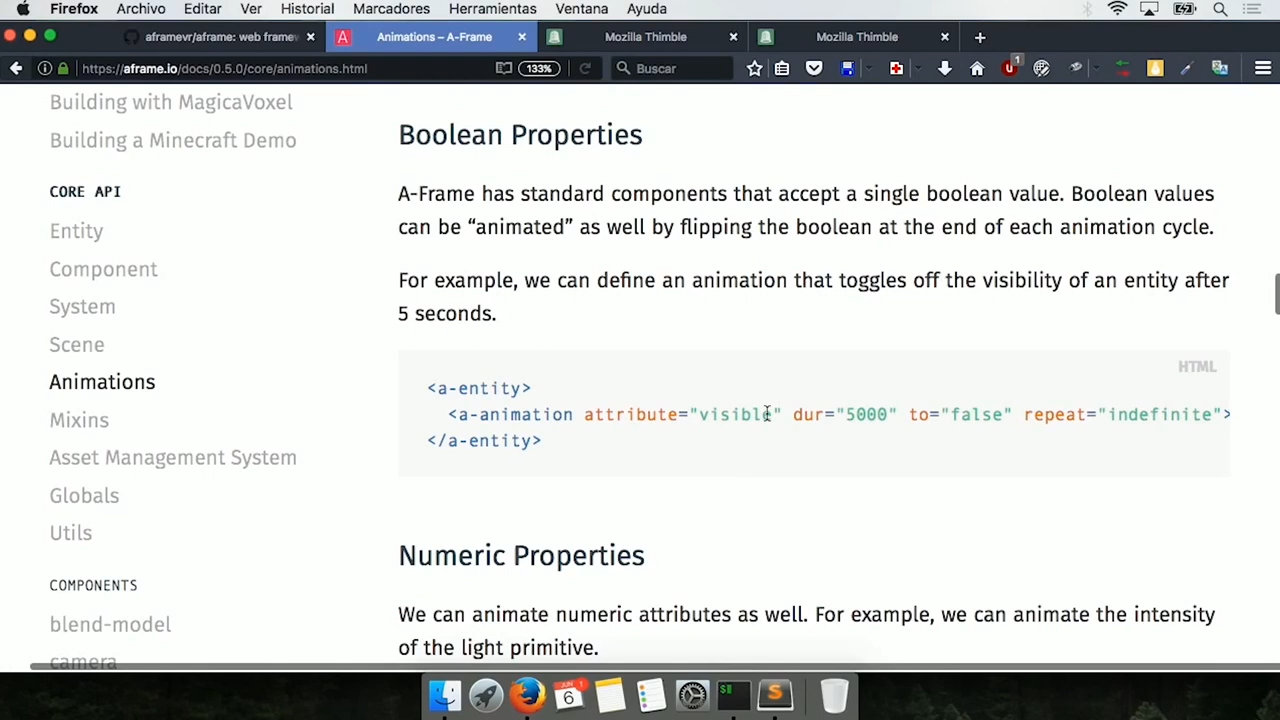 Firefox Archivo Editar Ver Historial Marcadores Herramientas Ventana Ayuda
aframevr/aframe: web framew
Animations – A-Frame
Mozilla Thimble
Mozilla Thimble
https://aframe.io/docs/0.5.0/core/animations.html
133%
Buscar
1
Building with MagicaVoxel
Building a Minecraft Demo
CORE API
Entity
Component
System
Scene
Animations
Mixins
Asset Management System
Globals
Utils
COMPONENTS
blend-model
camera
Boolean Properties
A-Frame has standard components that accept a single boolean value. Boolean values
can be “animated” as well by flipping the boolean at the end of each animation cycle.
For example, we can define an animation that toggles off the visibility of an entity after
5 seconds.
HTML
<a-entity>
<a-animation attribute="visible" dur="5000" to="false" repeat="indefinite">
</a-entity>
Numeric Properties
We can animate numeric attributes as well. For example, we can animate the intensity
of the light primitive.
JUN
6
1
S